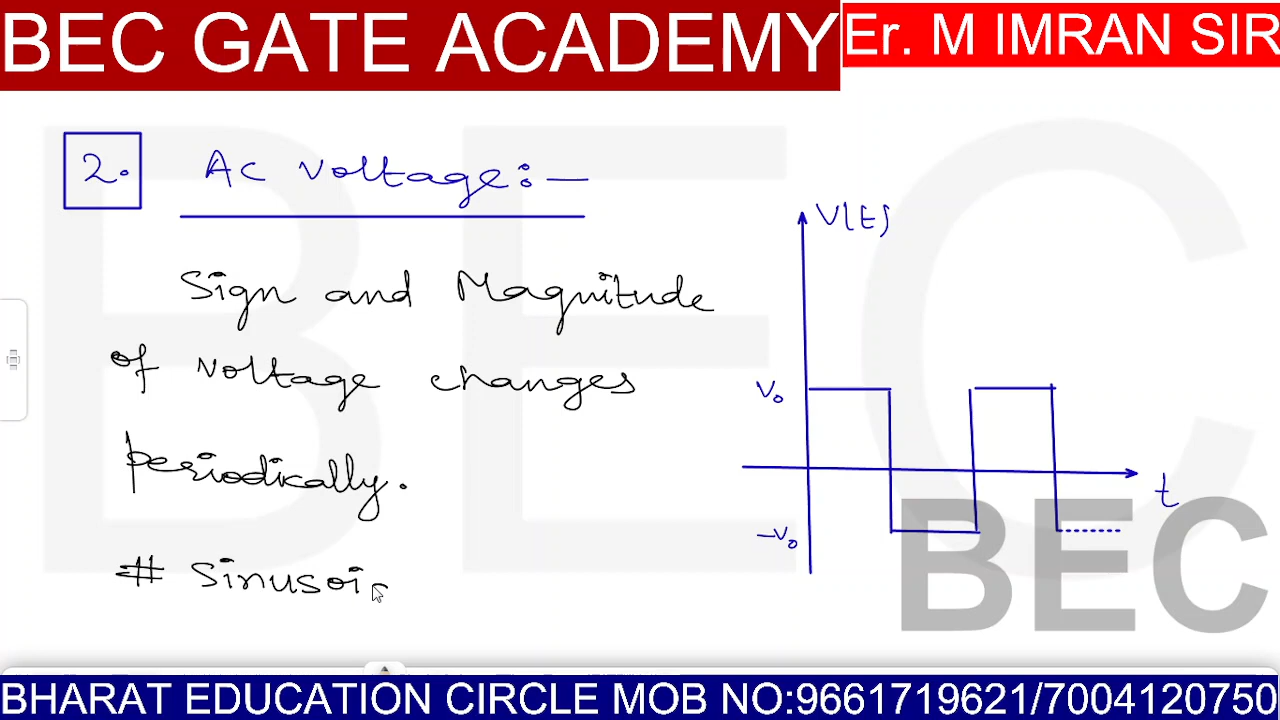 BEC GATE ACADEMY
Er. M IMRAN SIR
2. AC Voltage:—
Sign and Magnitude
of voltage changes
periodically.
# Sinusoi
V(t)
V₀
-V₀
t
BEC
BEC
BHARAT EDUCATION CIRCLE MOB NO:9661719621/7004120750